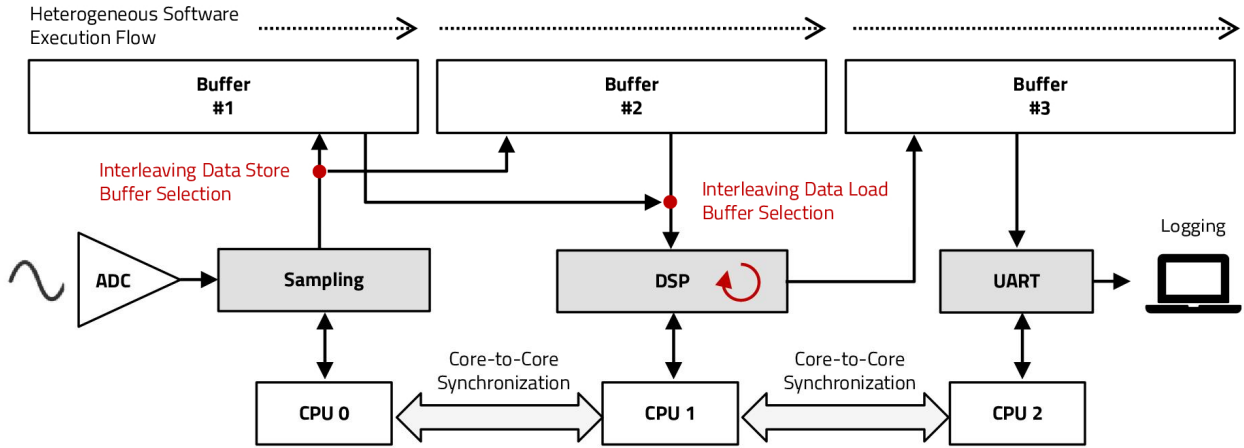 Heterogeneous Software
Execution Flow
Buffer
#1
Buffer
#2
Buffer
#3
Interleaving Data Store
Buffer Selection
Interleaving Data Load
Buffer Selection
Logging
ADC
Sampling
DSP
UART
Core-to-Core
Synchronization
Core-to-Core
Synchronization
CPU 0
CPU 1
CPU 2